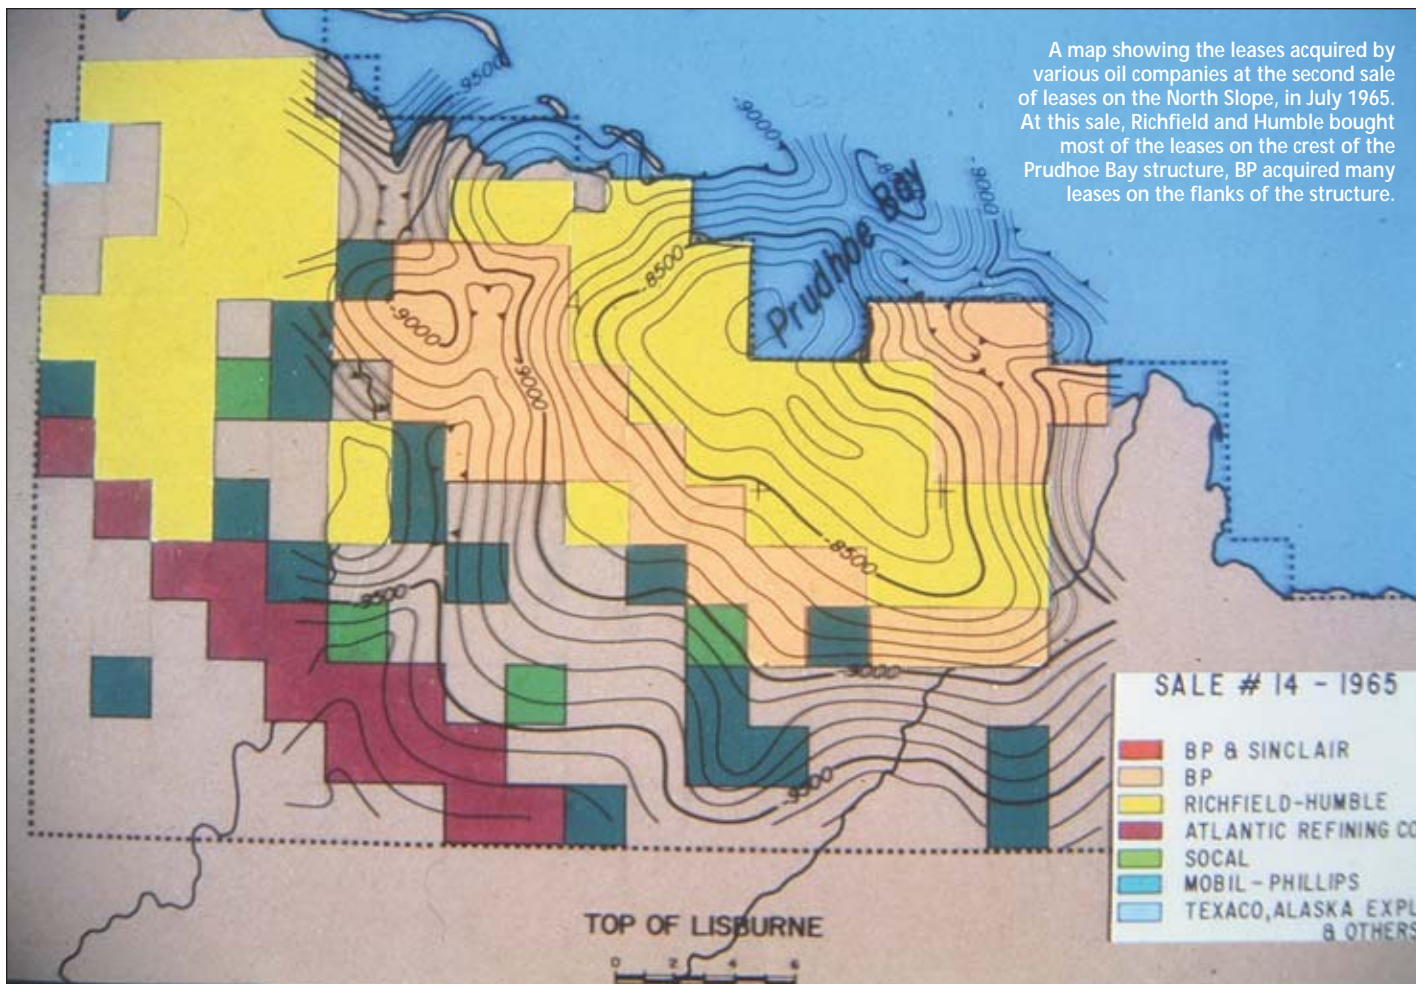 A map showing the leases acquired by
various oil companies at the second sale
of leases on the North Slope, in July 1965.
At this sale, Richfield and Humble bought
most of the leases on the crest of the
Prudhoe Bay structure, BP acquired many
leases on the flanks of the structure.
-9500
-9000
-9000
Prudhoe Bay
-8500
-9000
-9000
-8500
-9500
-9000
-9500
SALE # 14 - 1965
BP & SINCLAIR
BP
RICHFIELD-HUMBLE
ATLANTIC REFINING CO
SOCAL
MOBIL-PHILLIPS
TEXACO, ALASKA EXPL
& OTHERS
TOP OF LISBURNE
0 2 4 6